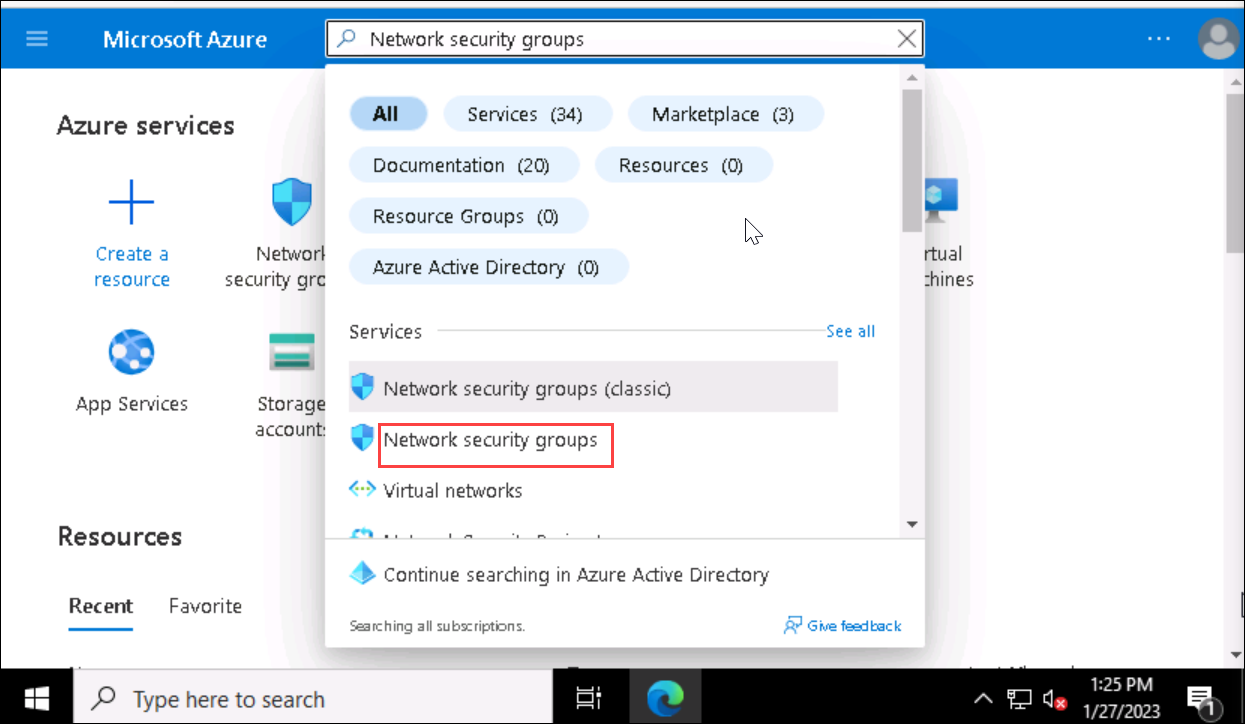 Microsoft Azure
Network security groups
Azure services
All
Services (34)
Marketplace (3)
Documentation (20)
Resources (0)
Resource Groups (0)
Azure Active Directory (0)
Create a
resource
Network
security gro
rtual
chines
App Services
Storage
accounts
Services
See all
Network security groups (classic)
Network security groups
Virtual networks
Continue searching in Azure Active Directory
Searching all subscriptions.
Give feedback
Resources
Recent
Favorite
Type here to search
1:25 PM
1/27/2023
1